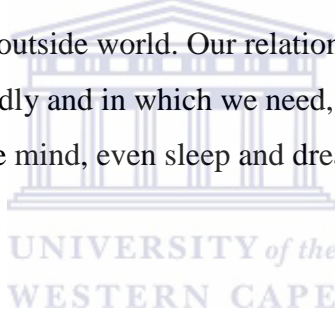 outside world. Our relation
dly and in which we need,
e mind, even sleep and drea
UNIVERSITY of the
WESTERN CAPE